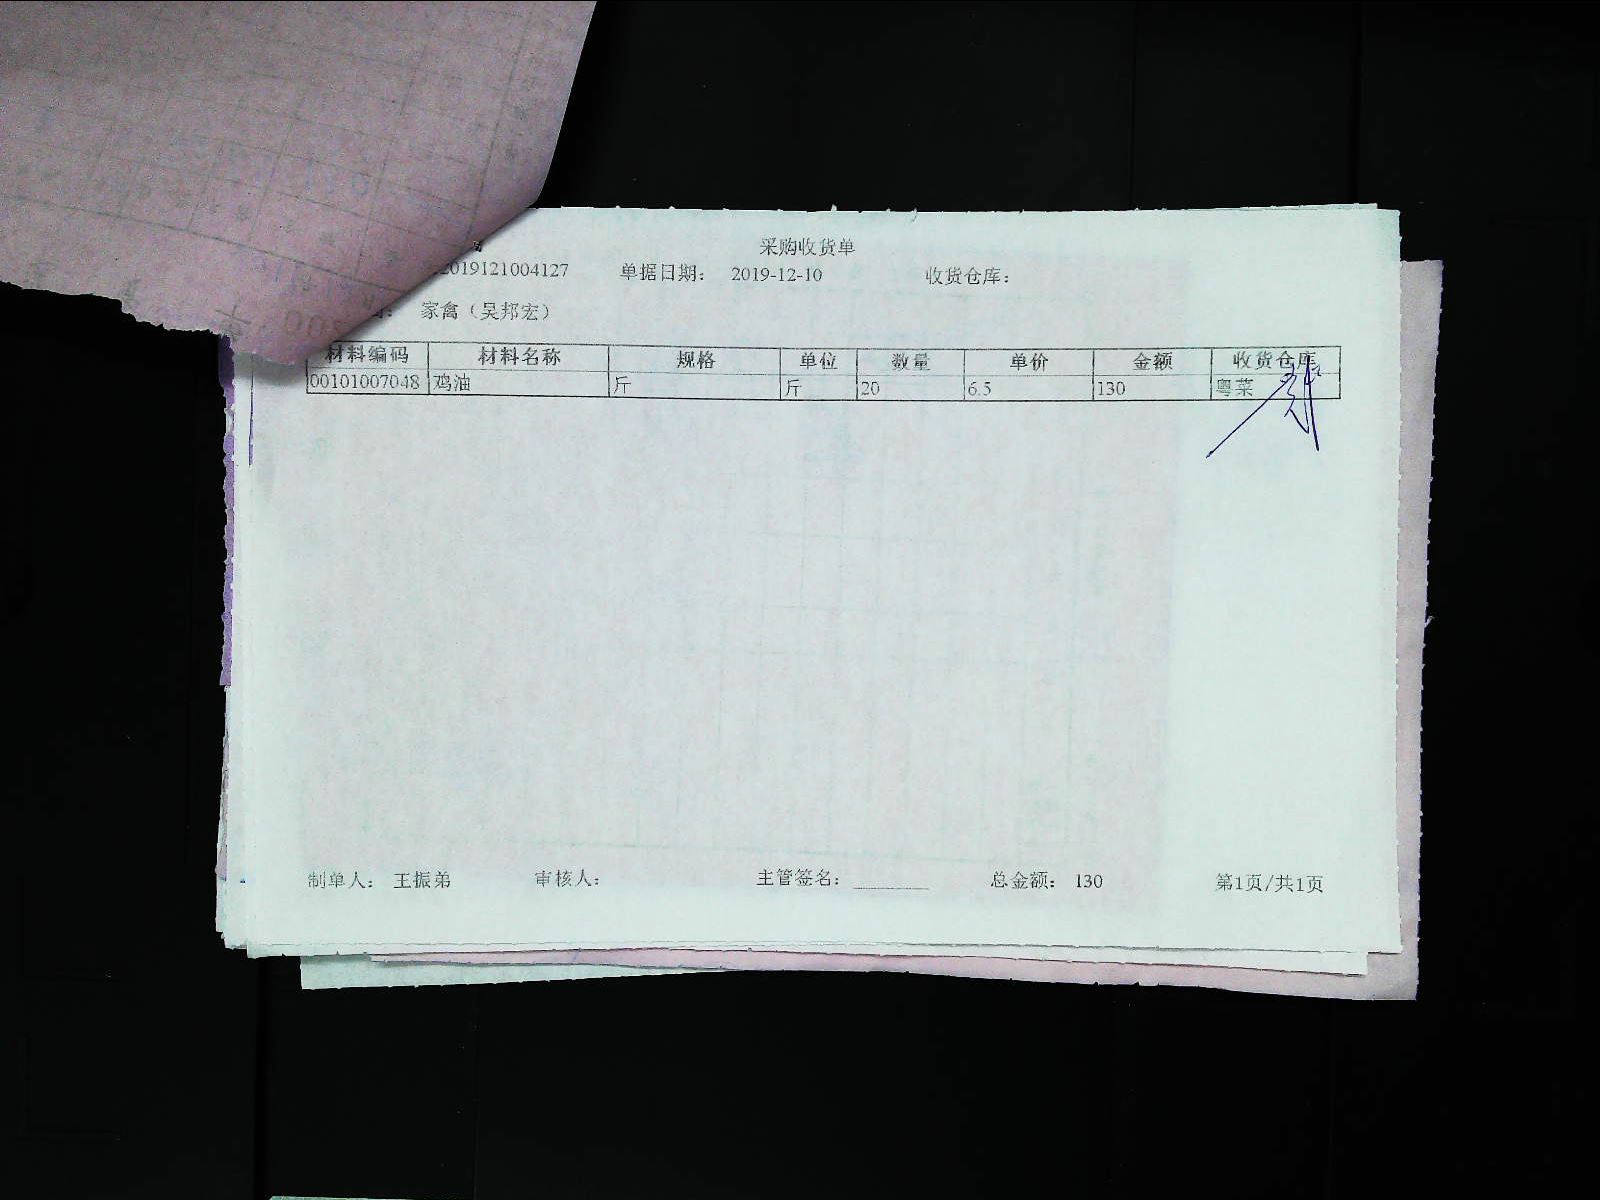 采购收货单
2019121004127 单据日期： 2019-12-10 收货仓库：
家禽（吴邦宏）
材料编码 材料名称 规格 单位 数量 单价 金额 收货仓库
00101007048 鸡油 斤 斤 20 6.5 130 粤菜
制单人： 王振弟 审核人： 主管签名： 总金额： 130 第1页/共1页